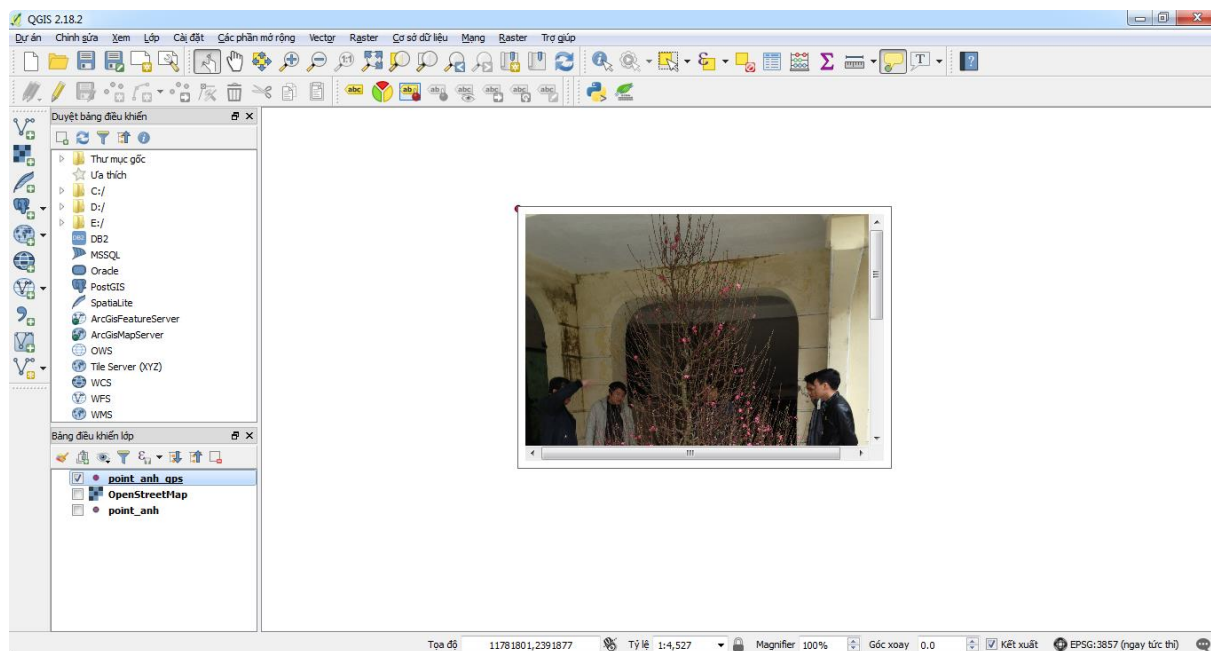 QGIS 2.18.2
Dự án Chỉnh sửa Xem Lớp Cài đặt Các phần mở rộng Vector Raster Cơ sở dữ liệu Mạng Raster Trợ giúp
abc
Duyệt bảng điều khiển
Thư mục gốc
Ưa thích
C:/
D:/
E:/
DB2
MSSQL
Oracle
PostGIS
SpatiaLite
ArcGisFeatureServer
ArcGisMapServer
OWS
Tile Server (XYZ)
WCS
WFS
WMS
Bảng điều khiển lớp
point_anh_gps
OpenStreetMap
point_anh
Tọa độ 11781801,2391877 Tỷ lệ 1:4,527 Magnifier 100% Góc xoay 0.0 Kết xuất EPSG:3857 (ngay tức thì)